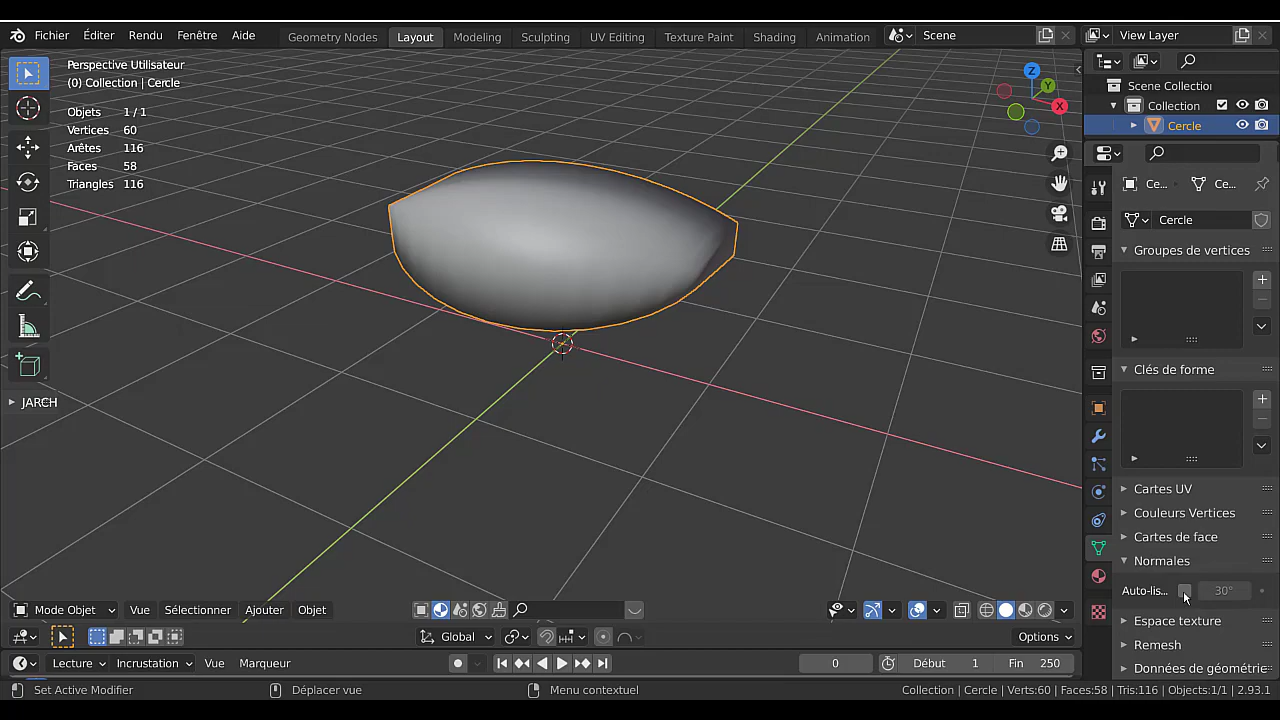 Fichier Éditer Rendu Fenêtre Aide Geometry Nodes Layout Modeling Sculpting UV Editing Texture Paint Shading Animation Scene View Layer
Perspective Utilisateur
(0) Collection | Cercle
Objets 1 / 1
Vertices 60
Arêtes 116
Faces 58
Triangles 116
JARCH
Z
Y
X
Scene Collectior
Collection
Cercle
Ce... Ce...
Cercle
Groupes de vertices
Clés de forme
Cartes UV
Couleurs Vertices
Cartes de face
Normales
Auto-lis... 30°
Espace texture
Remesh
Données de géométrie
Mode Objet Vue Sélectionner Ajouter Objet
Global Options
Lecture Incrustation Vue Marqueur 0 Début 1 Fin 250
Set Active Modifier Déplacer vue Menu contextuel Collection | Cercle | Verts:60 | Faces:58 | Tris:116 | Objects:1/1 | 2.93.1